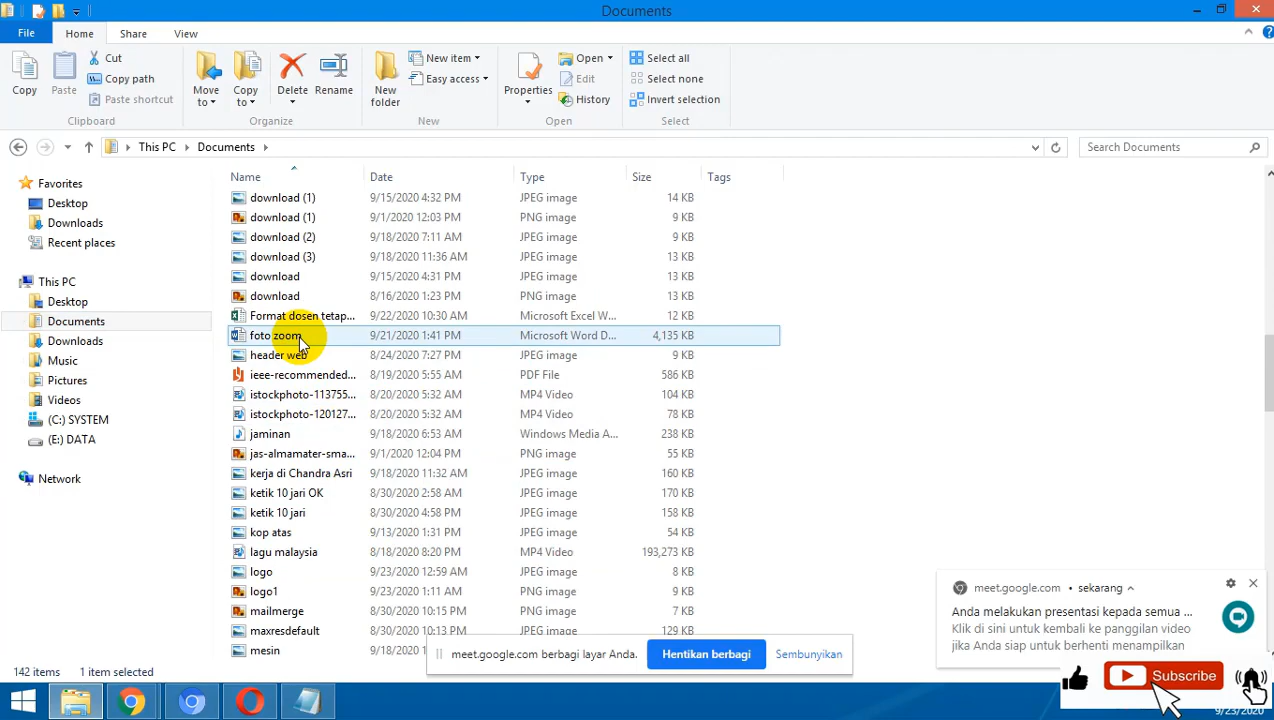 Documents
File Home Share View
Copy
Paste
Cut
Copy path
Paste shortcut
Clipboard
Move to
Copy to
Delete
Rename
Organize
New folder
New item
Easy access
New
Properties
Open
Edit
History
Open
Select all
Select none
Invert selection
Select
This PC Documents
Search Documents
Favorites
Desktop
Downloads
Recent places
This PC
Desktop
Documents
Downloads
Music
Pictures
Videos
(C:) SYSTEM
(E:) DATA
Network
Name Date Type Size Tags
download (1) 9/15/2020 4:32 PM JPEG image 14 KB
download (1) 9/1/2020 12:03 PM PNG image 9 KB
download (2) 9/18/2020 7:11 AM JPEG image 9 KB
download (3) 9/18/2020 11:36 AM JPEG image 13 KB
download 9/15/2020 4:31 PM JPEG image 13 KB
download 8/16/2020 1:23 PM PNG image 9 KB
Format dosen tetap... 9/22/2020 10:30 AM Microsoft Excel W... 12 KB
foto zoom 9/21/2020 1:41 PM Microsoft Word D... 4,135 KB
header web 8/24/2020 7:27 PM JPEG image 9 KB
ieee-recommended... 8/19/2020 5:55 AM PDF File 586 KB
istockphoto-113755... 8/20/2020 5:32 AM MP4 Video 104 KB
istockphoto-120127... 8/20/2020 5:32 AM MP4 Video 78 KB
jaminan 9/18/2020 6:53 AM Windows Media A... 238 KB
jas-almamater-sma... 9/1/2020 12:04 PM PNG image 55 KB
kerja di Chandra Asri 9/18/2020 11:32 AM JPEG image 160 KB
ketik 10 jari OK 8/30/2020 2:58 AM JPEG image 170 KB
ketik 10 jari 8/30/2020 4:58 PM JPEG image 158 KB
kop atas 9/13/2020 1:31 PM JPEG image 54 KB
lagu malaysia 8/18/2020 8:20 PM MP4 Video 193,273 KB
logo 9/23/2020 12:59 AM JPEG image 8 KB
logo1 9/23/2020 1:11 AM PNG image 9 KB
mailmerge 8/30/2020 10:15 PM PNG image 7 KB
maxresdefault 8/30/2020 10:13 PM JPEG image 129 KB
mesin 9/18/2020 1
142 items 1 item selected
meet.google.com berbagi layar Anda. Hentikan berbagi Sembunyikan
meet.google.com • sekarang
Anda melakukan presentasi kepada semua ...
Klik di sini untuk kembali ke panggilan video
jika Anda siap untuk berhenti menampilkan
Subscribe
9/23/2020